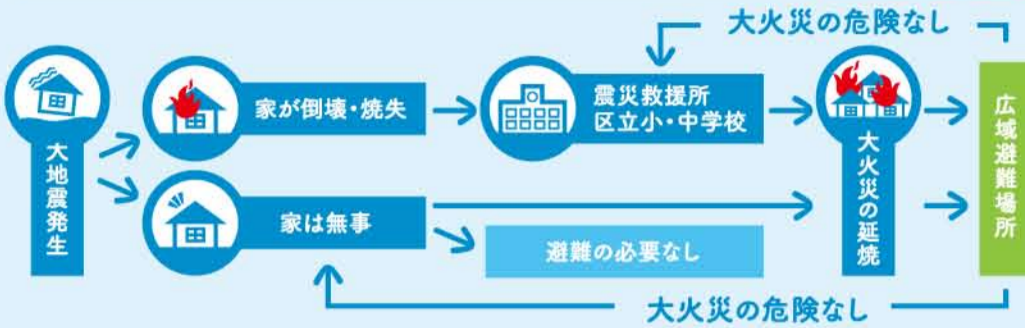 大火災の危険なし
大地震発生
家が倒壊・焼失
震災救援所
区立小・中学校
大火災の延焼
広域避難場所
家は無事
避難の必要なし
大火災の危険なし